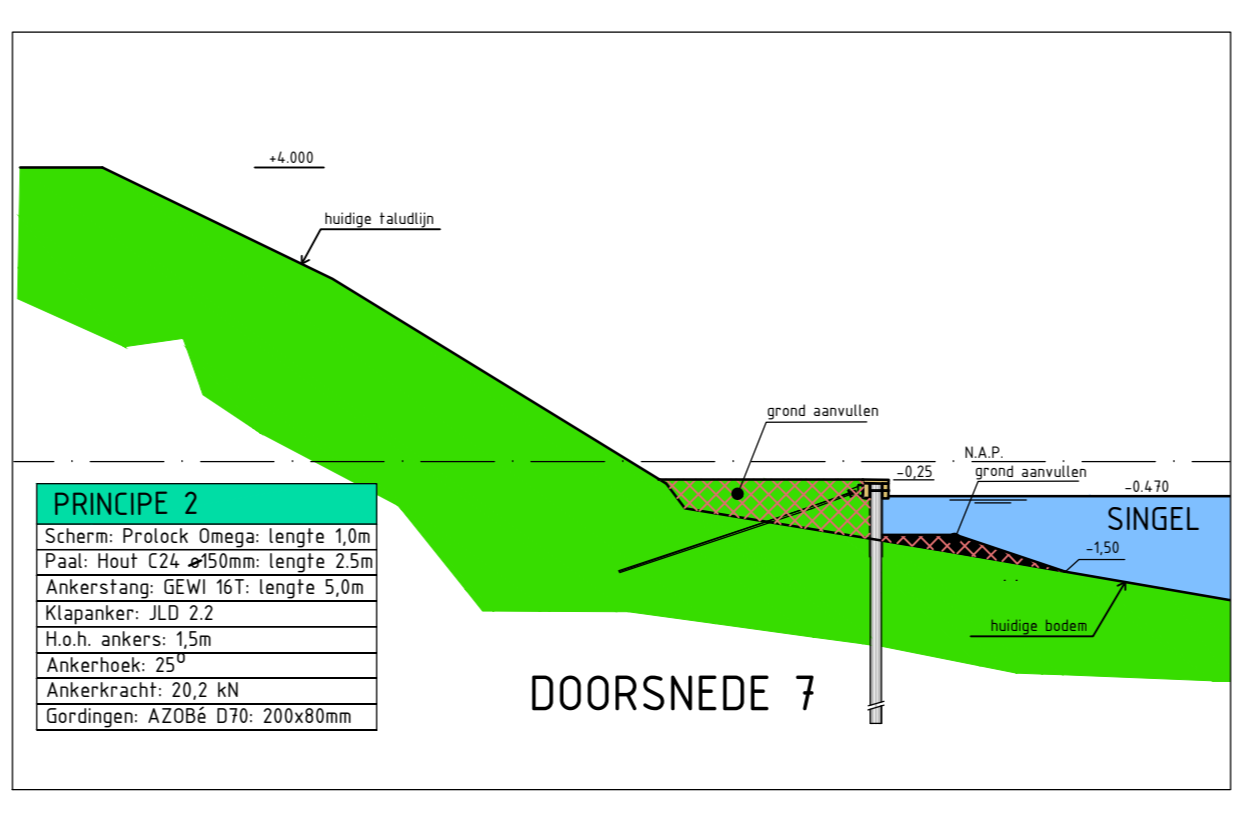 +4.000
huidige taludlijn
grond aanvullen
N.A.P.
-0,25
grond aanvullen
-0.470
SINGEL
-1,50
huidige bodem
PRINCIPE 2
Scherm: Prolock Omega: lengte 1,0m
Paal: Hout C24 ⌀150mm: lengte 2.5m
Ankerstang: GEWI 16T: lengte 5,0m
Klapanker: JLD 2.2
H.o.h. ankers: 1,5m
Ankerhoek: 25⁰
Ankerkracht: 20,2 kN
Gordingen: AZOBé D70: 200x80mm
DOORSNEDE 7